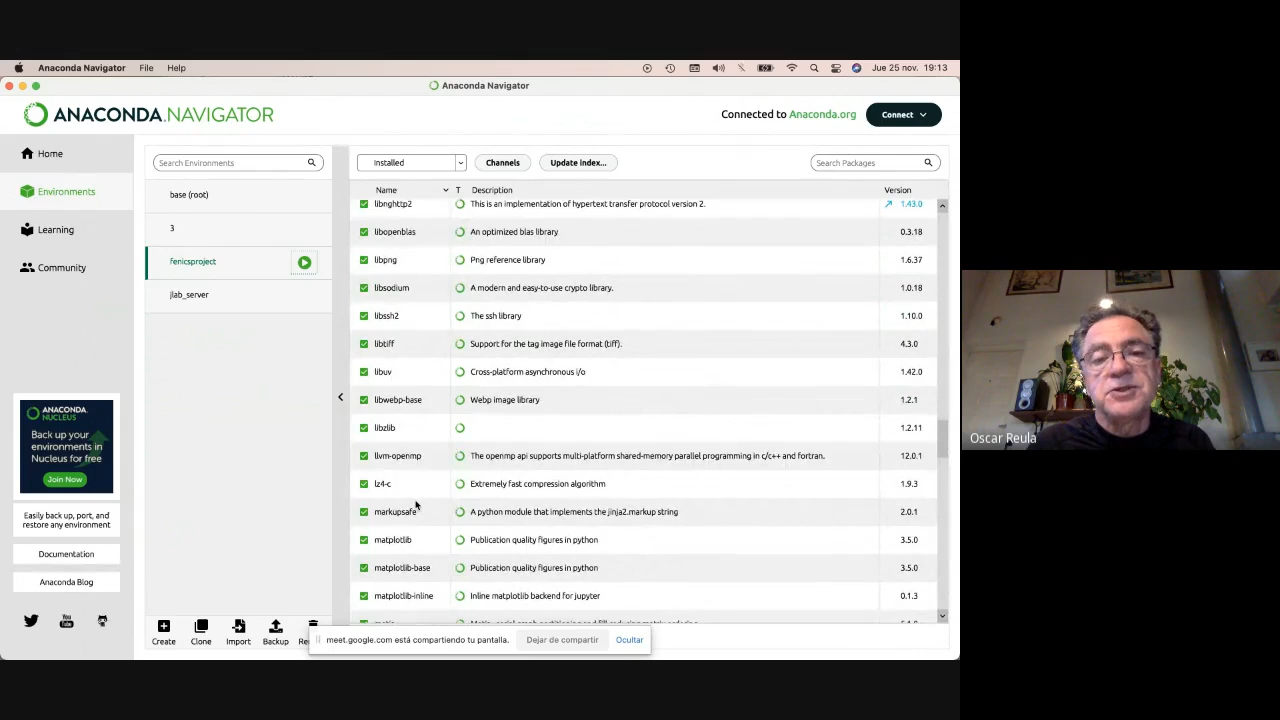 Anaconda Navigator File Help Jue 25 nov. 19:13
Anaconda Navigator
ANACONDA.NAVIGATOR
Connected to Anaconda.org Connect
Home
Environments
Learning
Community
ANACONDA.
NUCLEUS
Back up your
environments
in Nucleus for
free
Join Now
Easily back up, port, and
restore any environment
Documentation
Anaconda Blog
Search Environments
base (root)
3
fenicsproject
jlab_server
Create Clone Import Backup
Installed Channels Update index... Search Packages
Name T Description Version
libnghttp2 This is an implementation of hypertext transfer protocol version 2. 1.43.0
libopenblas An optimized blas library 0.3.18
libpng Png reference library 1.6.37
libsodium A modern and easy-to-use crypto library. 1.0.18
libssh2 The ssh library 1.10.0
libtiff Support for the tag image file format (tiff). 4.3.0
libuv Cross-platform asynchronous i/o 1.42.0
libwebp-base Web image library 1.2.1
libzlib 1.2.11
llvm-openmp The openmp api supports multi-platform shared-memory parallel programming in c/c++ and fortran. 12.0.1
lz4-c Extremely fast compression algorithm 1.9.3
markupsafe A python module that implements the jinja2.markup string 2.0.1
matplotlib Publication quality figures in python 3.5.0
matplotlib-base Publication quality figures in python 3.5.0
matplotlib-inline Inline matplotlib backend for jupyter 0.1.3
meet.google.com está compartiendo tu pantalla. Dejar de compartir Ocultar
Oscar Reula